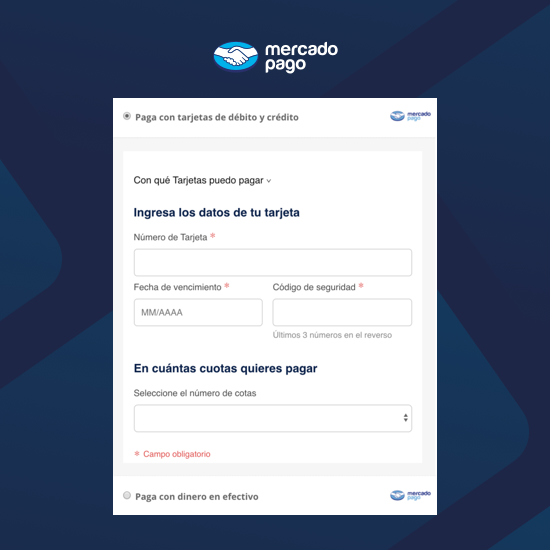 mercado
pago
Paga con tarjetas de débito y crédito
mercado
pago
Con qué Tarjetas puedo pagar
Ingresa los datos de tu tarjeta
Número de Tarjeta *
Fecha de vencimiento * Código de seguridad *
MM/AAAA
Últimos 3 números en el reverso
En cuántas cuotas quieres pagar
Seleccione el número de cotas
* Campo obligatorio
Paga con dinero en efectivo
mercado
pago